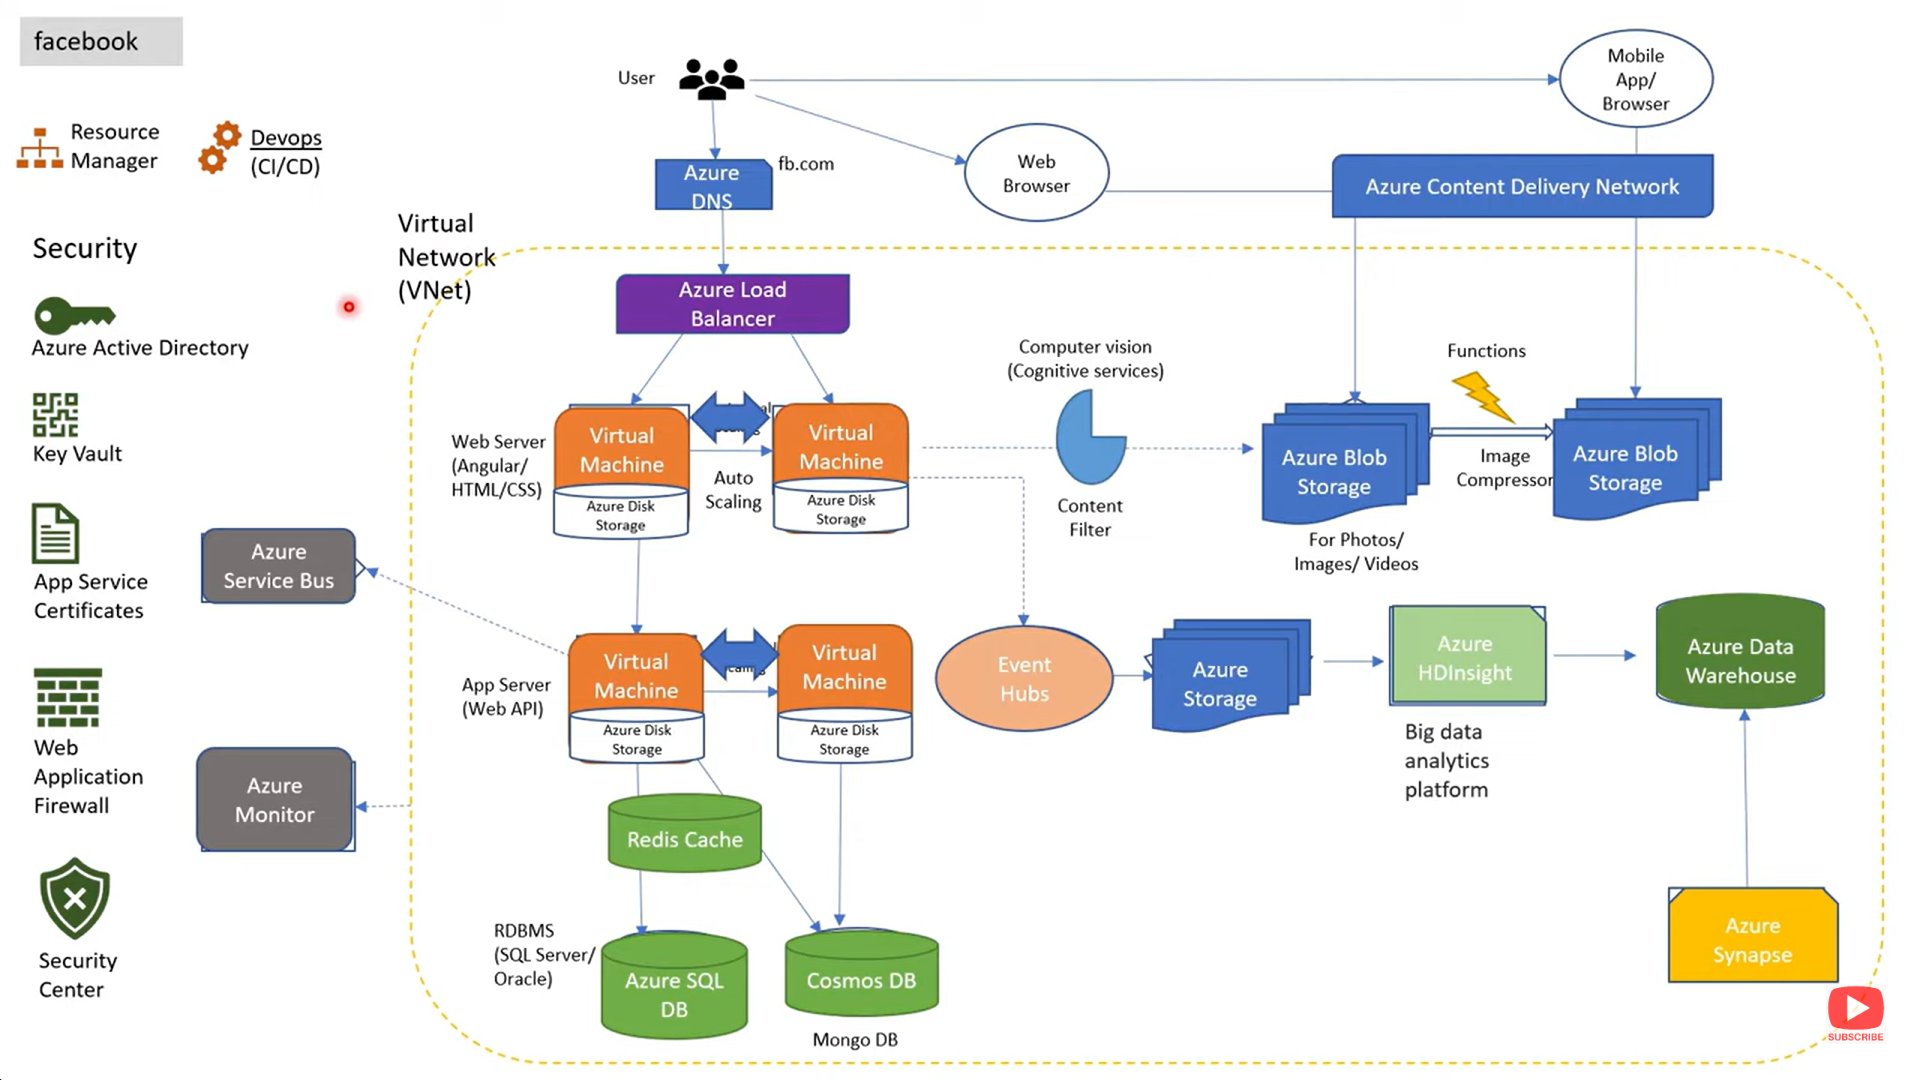 facebook
User
Mobile
App/
Browser
Resource
Manager
Devops
(CI/CD)
Azure
DNS
fb.com
Web
Browser
Azure Content Delivery Network
Virtual
Network
(VNet)
Security
Azure Load
Balancer
Azure Active Directory
Computer vision
(Cognitive services)
Functions
Key Vault
Web Server
(Angular/
HTML/CSS)
Virtual
Machine
Azure Disk
Storage
Auto
Scaling
Virtual
Machine
Azure Disk
Storage
Content
Filter
Azure Blob
Storage
For Photos/
Images/ Videos
Image
Compressor
Azure Blob
Storage
App Service
Certificates
Azure
Service Bus
App Server
(Web API)
Virtual
Machine
Azure Disk
Storage
Virtual
Machine
Azure Disk
Storage
Event
Hubs
Azure
Storage
Azure
HDInsight
Big data
analytics
platform
Azure Data
Warehouse
Web
Application
Firewall
Azure
Monitor
Redis Cache
Security
Center
RDBMS
(SQL Server/
Oracle)
Azure SQL
DB
Cosmos DB
Mongo DB
Azure
Synapse
SUBSCRIBE